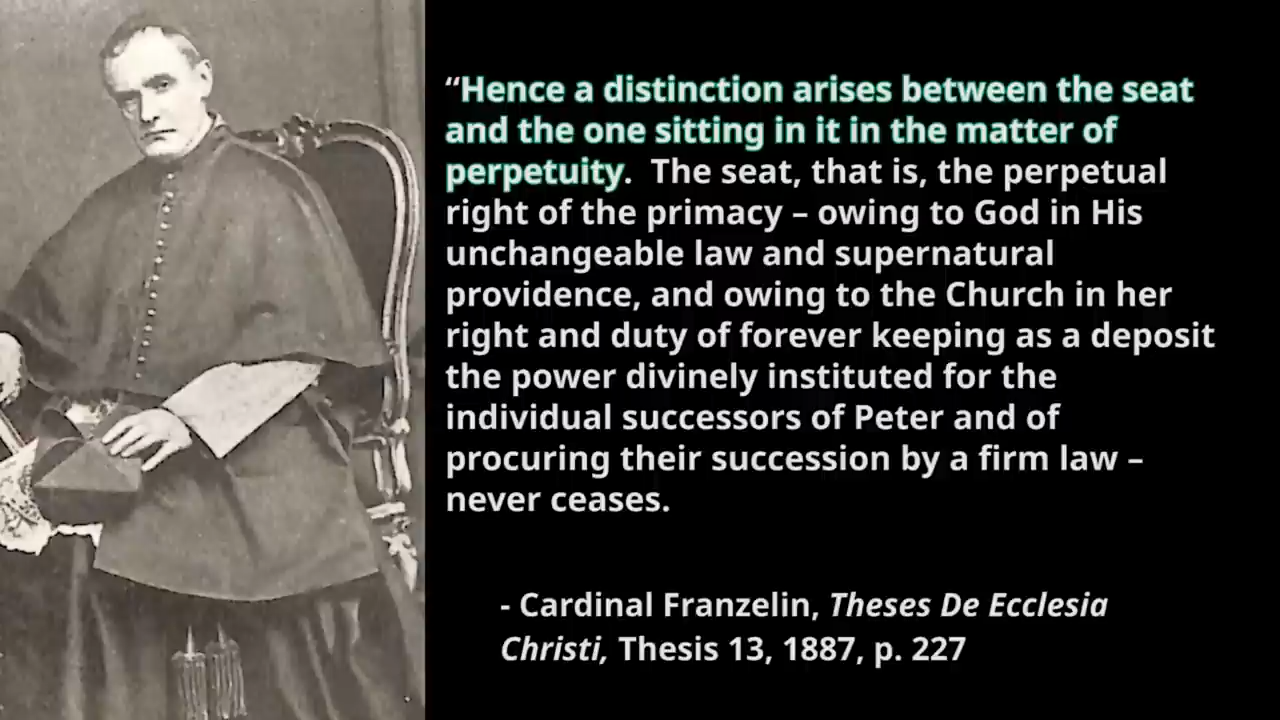 “Hence a distinction arises between the seat
and the one sitting in it in the matter of
perpetuity.  The seat, that is, the perpetual
right of the primacy – owing to God in His
unchangeable law and supernatural
providence, and owing to the Church in her
right and duty of forever keeping as a deposit
the power divinely instituted for the
individual successors of Peter and of
procuring their succession by a firm law –
never ceases.
- Cardinal Franzelin, Theses De Ecclesia
Christi, Thesis 13, 1887, p. 227